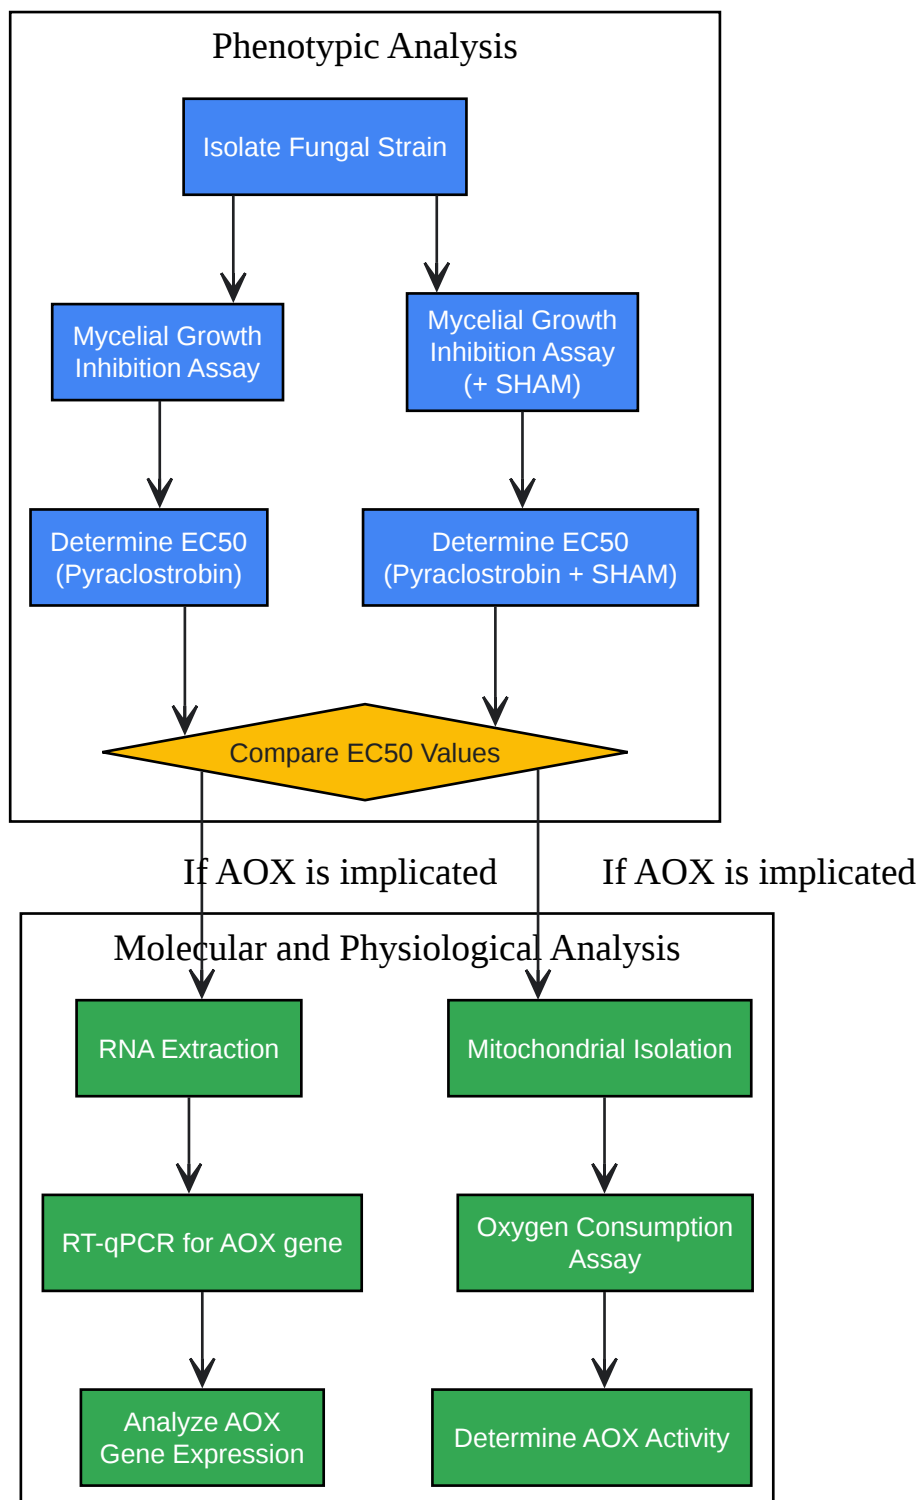 Phenotypic Analysis
Isolate Fungal Strain
Mycelial Growth
Inhibition Assay
Mycelial Growth
Inhibition Assay
(+ SHAM)
Determine EC50
(Pyraclostrobin)
Determine EC50
(Pyraclostrobin + SHAM)
Compare EC50 Values
If AOX is implicated
If AOX is implicated
Molecular and Physiological Analysis
RNA Extraction
Mitochondrial Isolation
RT-qPCR for AOX gene
Oxygen Consumption
Assay
Analyze AOX
Gene Expression
Determine AOX Activity